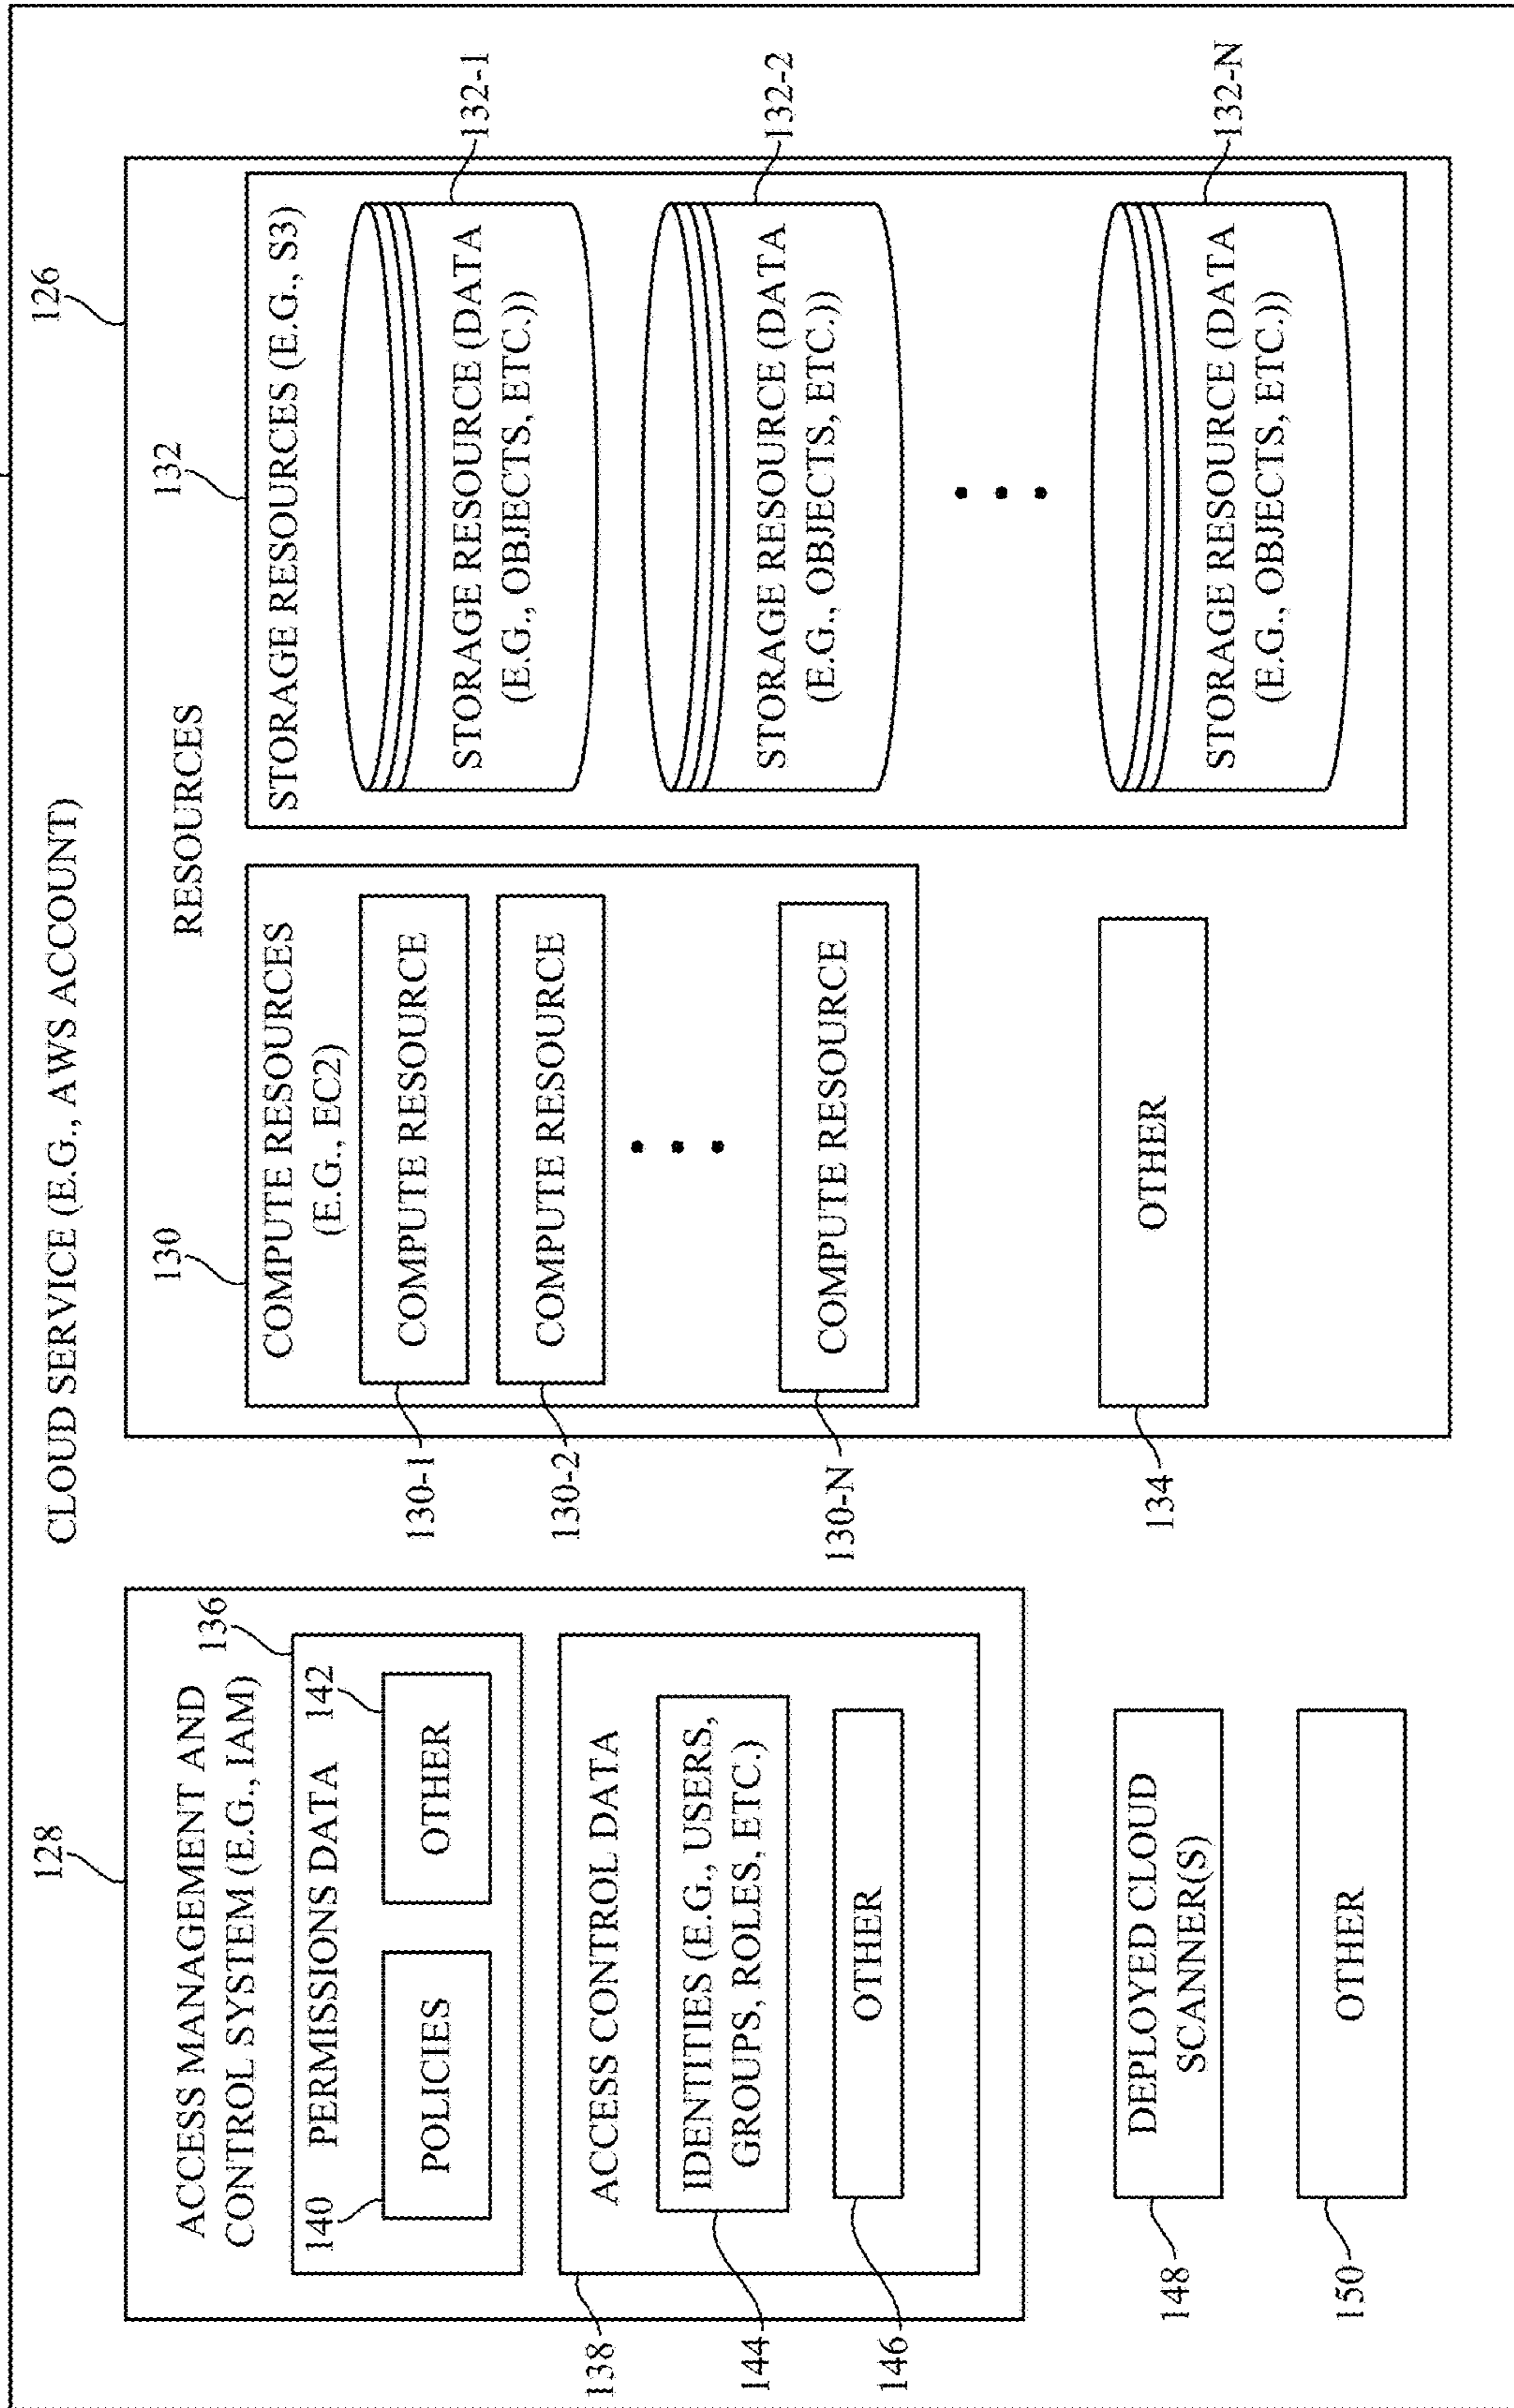 CLOUD SERVICE (E.G., AWS ACCOUNT)
128
ACCESS MANAGEMENT AND
CONTROL SYSTEM (E.G., IAM)
136
140
PERMISSIONS DATA
142
POLICIES
OTHER
138
ACCESS CONTROL DATA
144
IDENTITIES (E.G., USERS,
GROUPS, ROLES, ETC.)
146
OTHER
148
DEPLOYED CLOUD
SCANNER(S)
150
OTHER
126
RESOURCES
130
COMPUTE RESOURCES
(E.G., EC2)
130-1
COMPUTE RESOURCE
130-2
COMPUTE RESOURCE
130-N
COMPUTE RESOURCE
134
OTHER
132
STORAGE RESOURCES (E.G., S3)
132-1
STORAGE RESOURCE (DATA
(E.G., OBJECTS, ETC.))
132-2
STORAGE RESOURCE (DATA
(E.G., OBJECTS, ETC.))
132-N
STORAGE RESOURCE (DATA
(E.G., OBJECTS, ETC.))